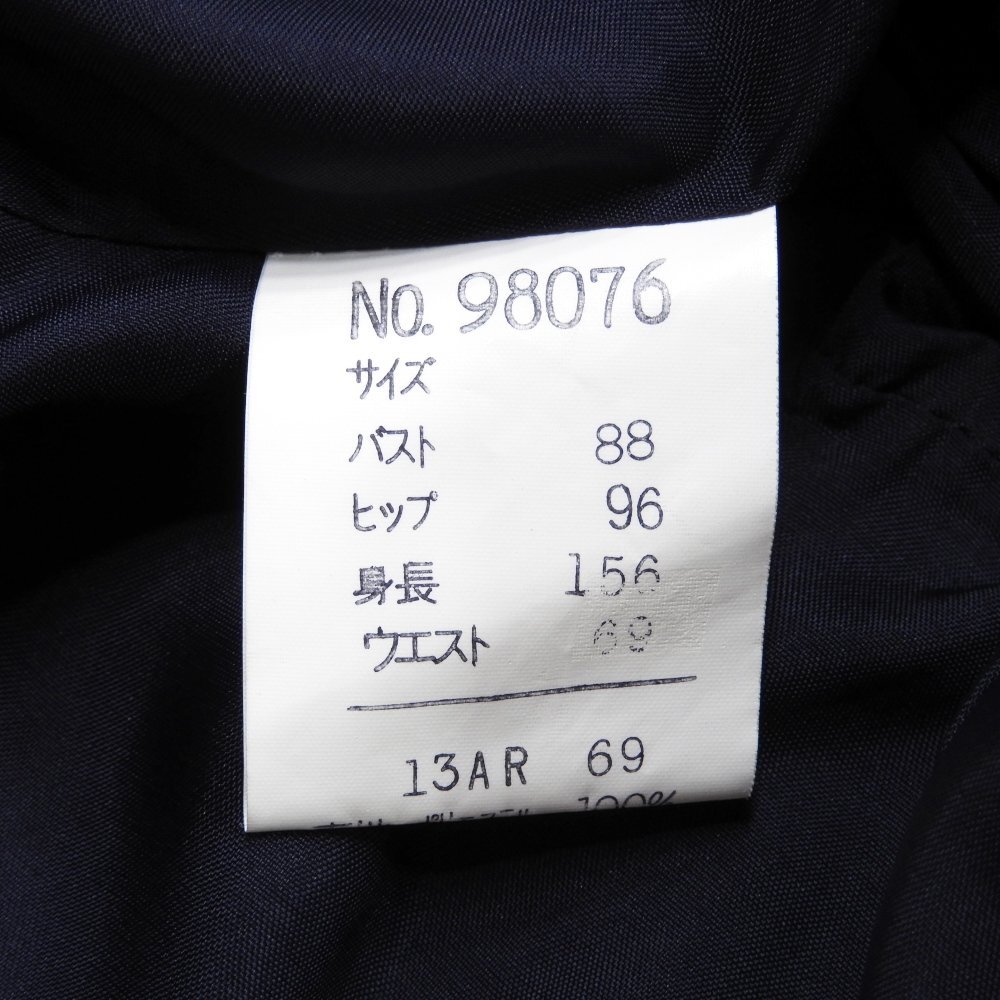 No. 98076
サイズ
バスト 88
ヒップ 96
身長 156
ウエスト 69
13AR 69
100%